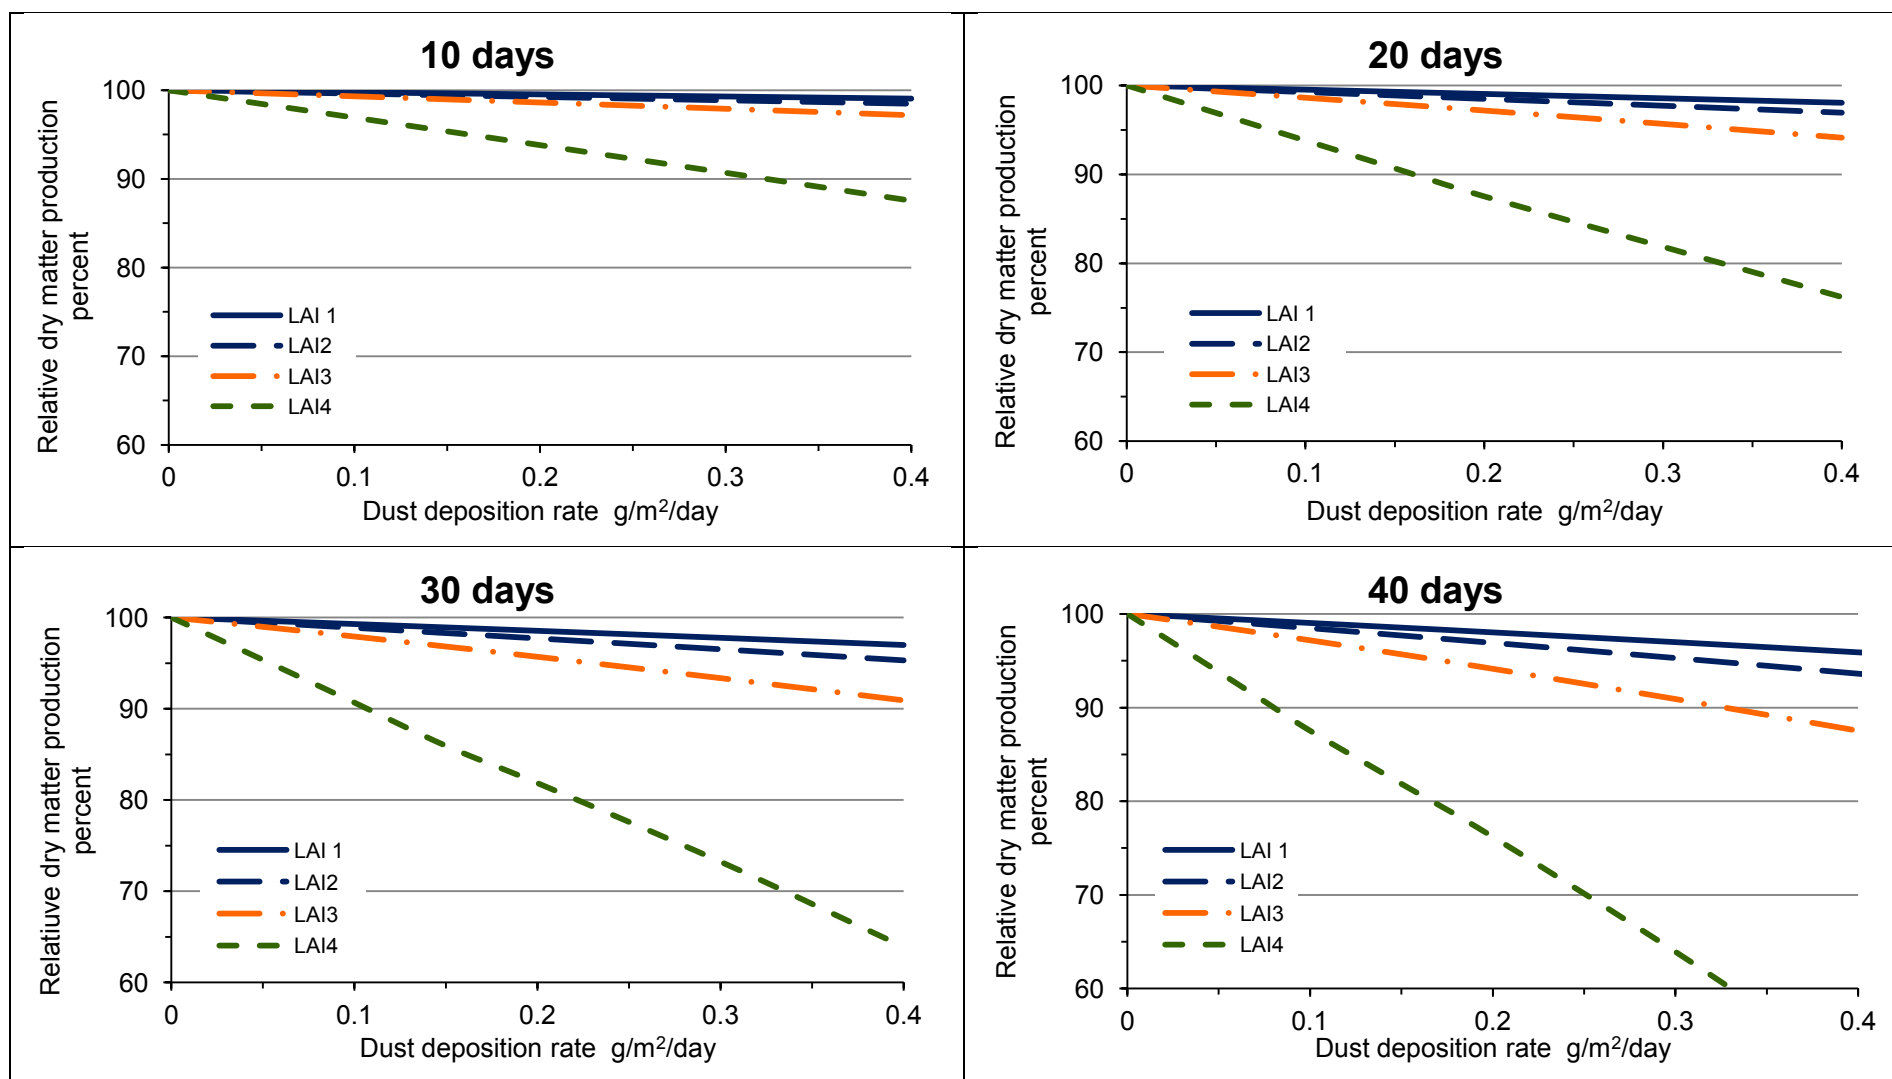 10 days
100
90
80
70
60
Relative dry matter production
percent
LAI 1
LAI2
LAI3
LAI4
0 0.1 0.2 0.3 0.4
Dust deposition rate g/m²/day
20 days
100
90
80
70
60
Relative dry matter production
percent
LAI 1
LAI2
LAI3
LAI4
0 0.1 0.2 0.3 0.4
Dust deposition rate g/m²/day
30 days
100
90
80
70
60
Relatiuve dry matter production
percent
LAI 1
LAI2
LAI3
LAI4
0 0.1 0.2 0.3 0.4
Dust deposition rate g/m²/day
40 days
100
90
80
70
60
Relative dry matter production
percent
LAI 1
LAI2
LAI3
LAI4
0 0.1 0.2 0.3 0.4
Dust deposition rate g/m²/day